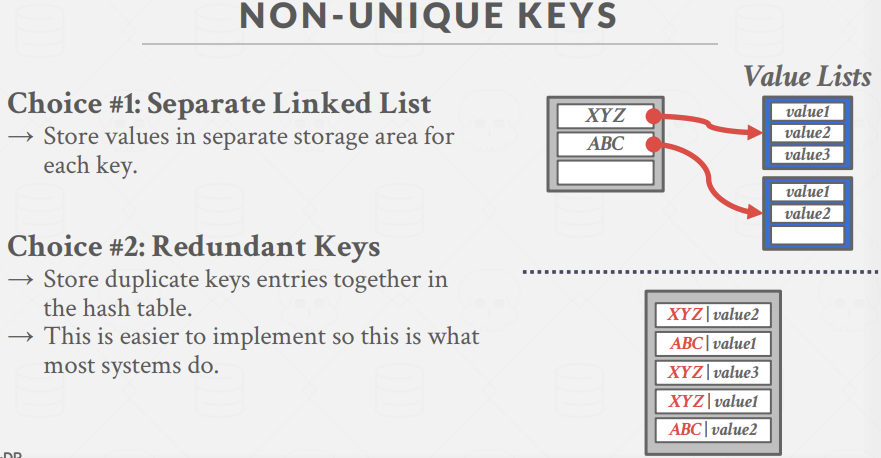 NON-UNIQUE KEYS
Choice #1: Separate Linked List
→ Store values in separate storage area for
each key.
Choice #2: Redundant Keys
→ Store duplicate keys entries together in
the hash table.
→ This is easier to implement so this is what
most systems do.
Value Lists
XYZ
ABC
value1
value2
value3
value1
value2
XYZ|value2
ABC|value1
XYZ|value3
XYZ|value1
ABC|value2